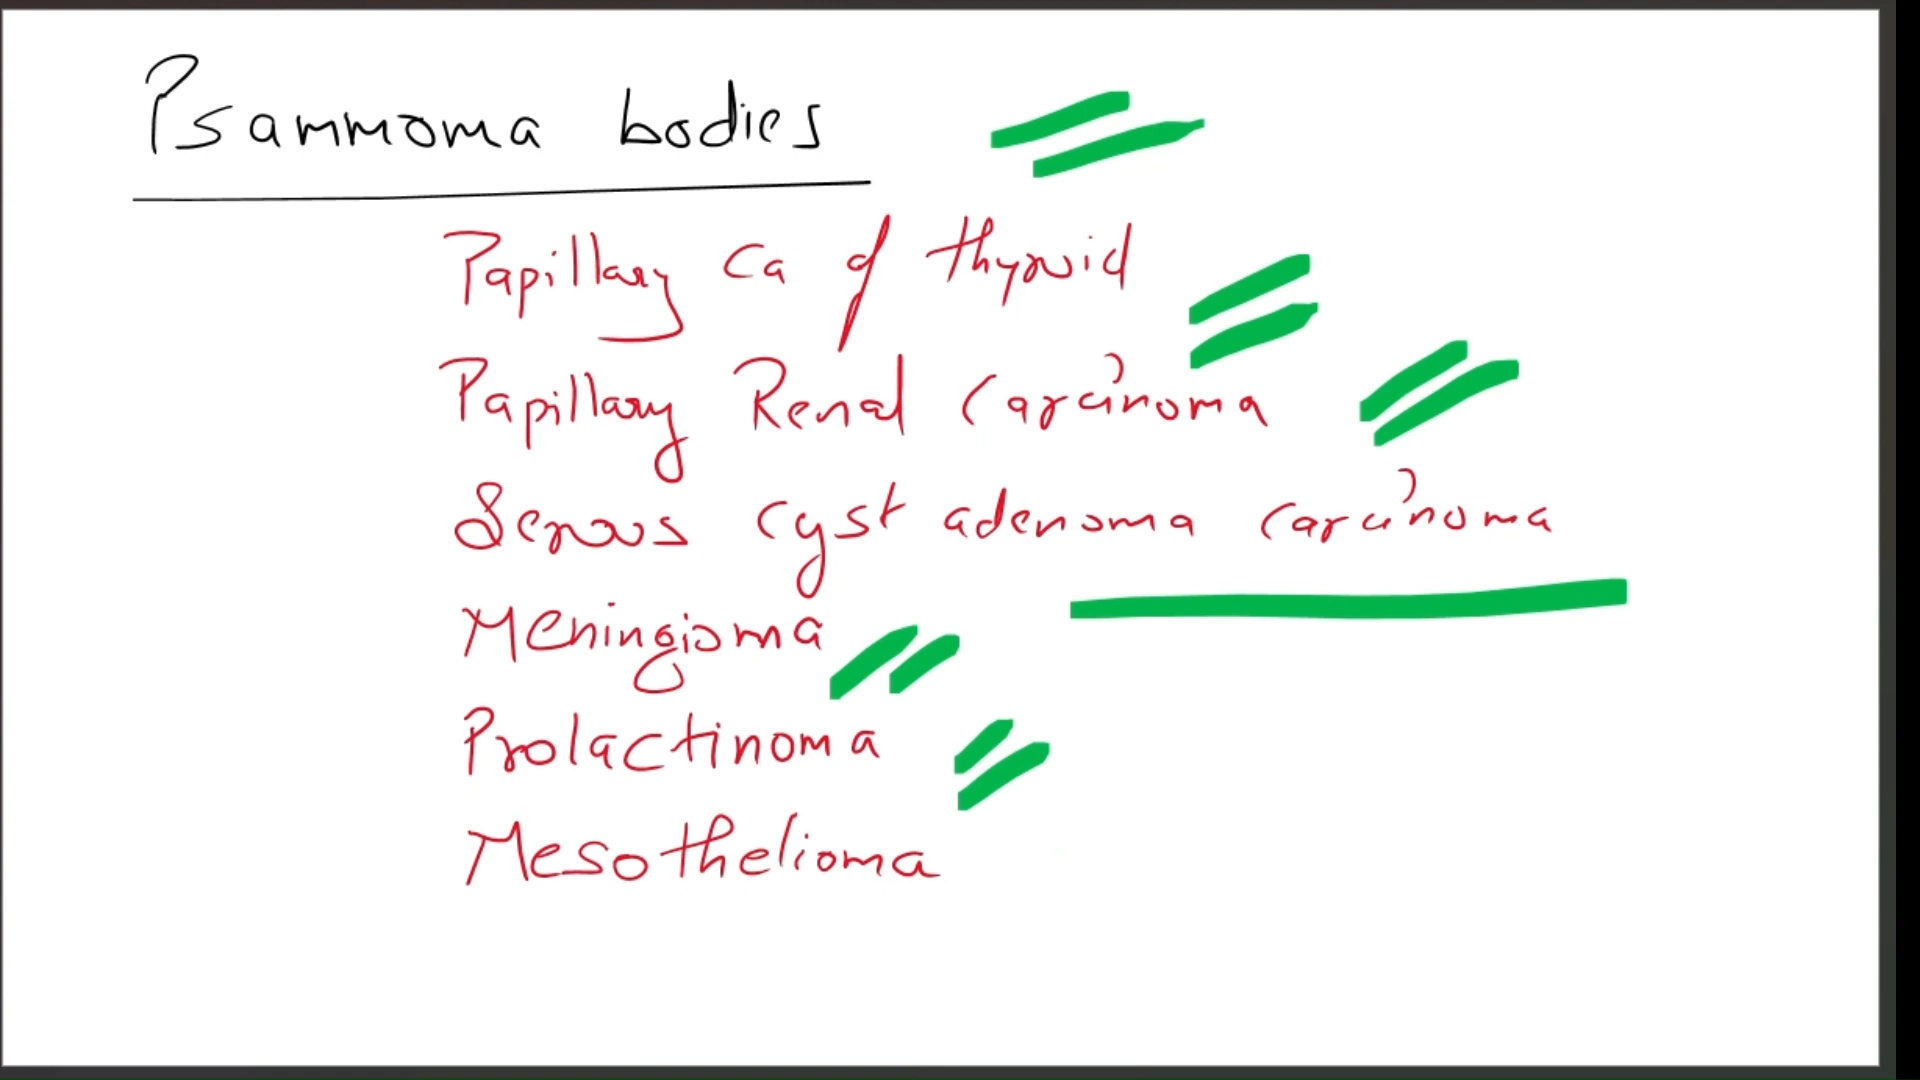 Psammoma bodies
Papillary Ca of thyroid
Papillary Renal Carcinoma
Serous cyst adenoma carcinoma
Meningioma
Prolactinoma
Mesothelioma